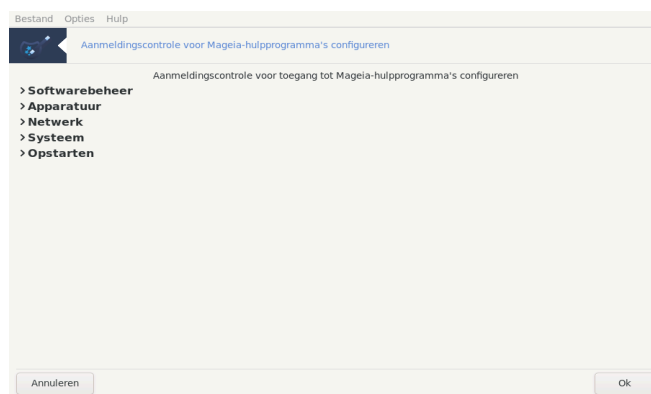 Bestand Opties Hulp
Aanmeldingscontrole voor Mageia-hulpprogramma's configureren
Aanmeldingscontrole voor toegang tot Mageia-hulpprogramma's configureren
Softwarebeheer
Apparatuur
Netwerk
Systeem
Opstarten
Annuleren Ok